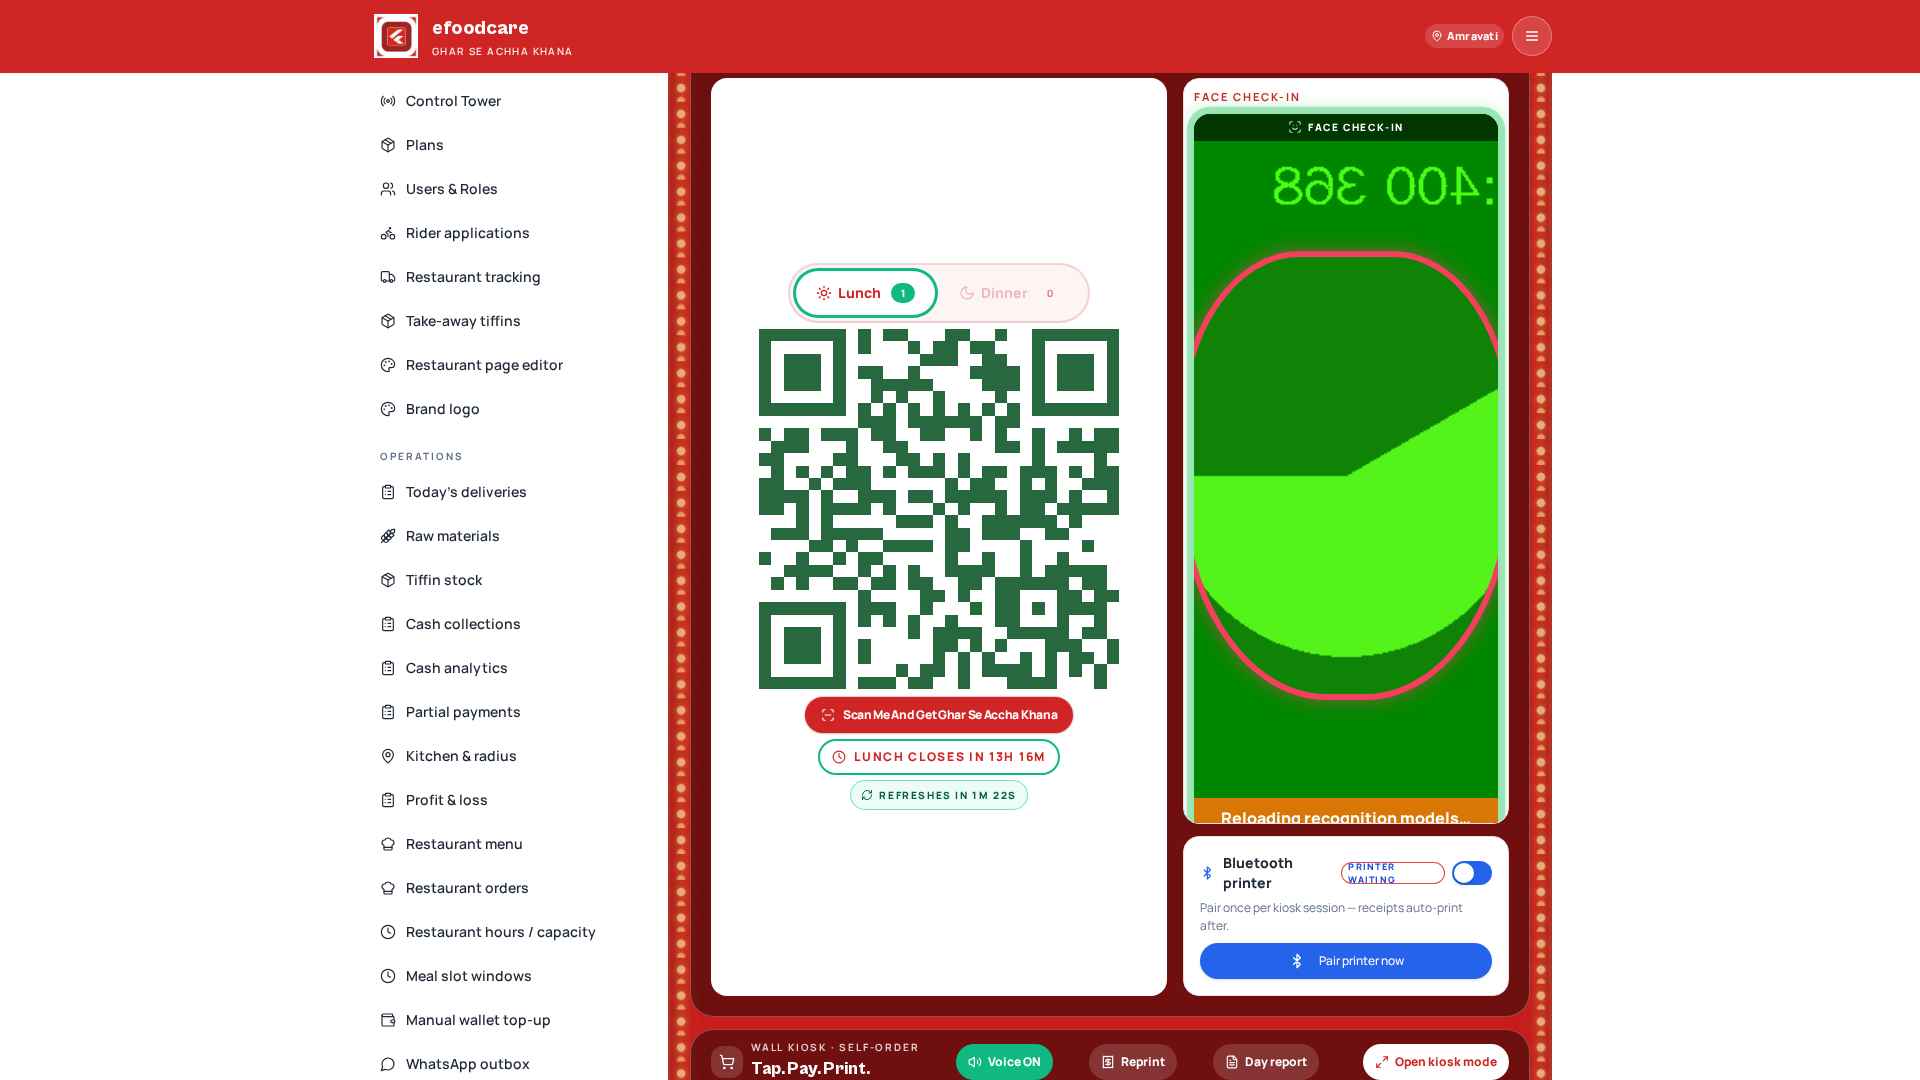 efoodcare
GHAR SE ACHHA KHANA
Amravati
Control Tower
Plans
Users & Roles
Rider applications
Restaurant tracking
Take-away tiffins
Restaurant page editor
Brand logo
OPERATIONS
Today's deliveries
Raw materials
Tiffin stock
Cash collections
Cash analytics
Partial payments
Kitchen & radius
Profit & loss
Restaurant menu
Restaurant orders
Restaurant hours / capacity
Meal slot windows
Manual wallet top-up
WhatsApp outbox
Lunch 1
Dinner 0
Scan Me And Get Ghar Se Accha Khana
LUNCH CLOSES IN 13H 16M
REFRESHES IN 1M 22S
FACE CHECK-IN
FACE CHECK-IN
:400 368
Reloading recognition models...
Bluetooth printer
PRINTER WAITING
Pair once per kiosk session — receipts auto-print after.
Pair printer now
WALL KIOSK · SELF-ORDER
Tap. Pay. Print.
Voice ON
Reprint
Day report
Open kiosk mode